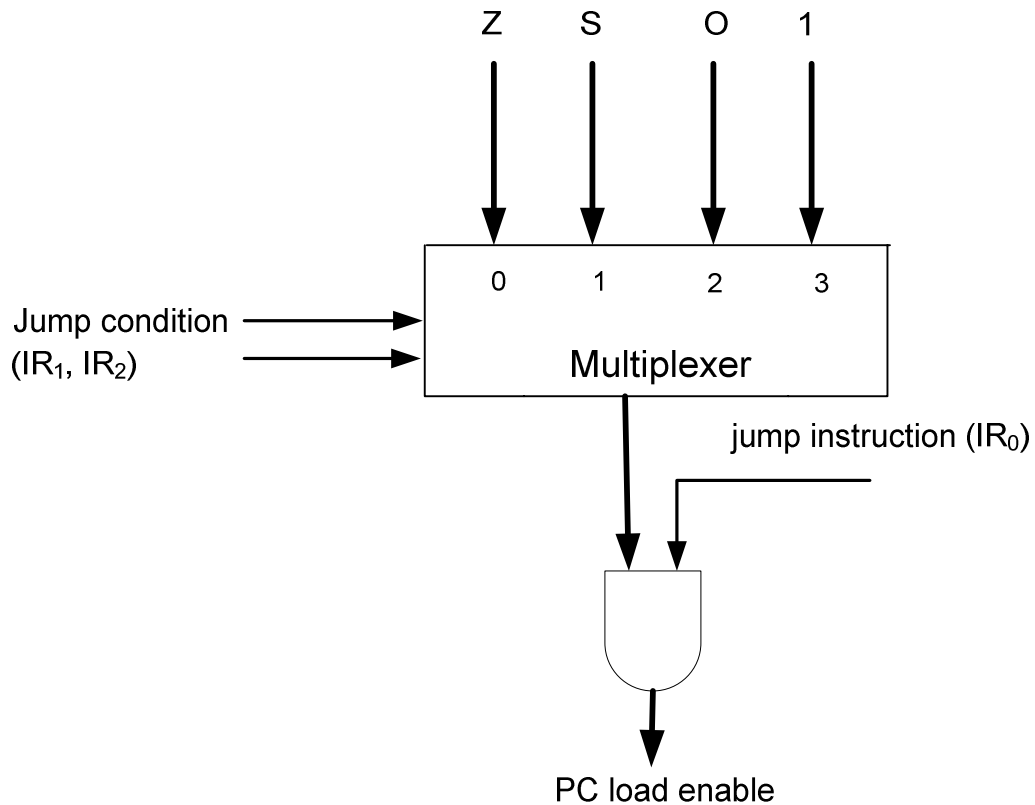 Z S O 1
0 1 2 3
Jump condition
(IR₁, IR₂)
Multiplexer
jump instruction (IR₀)
PC load enable